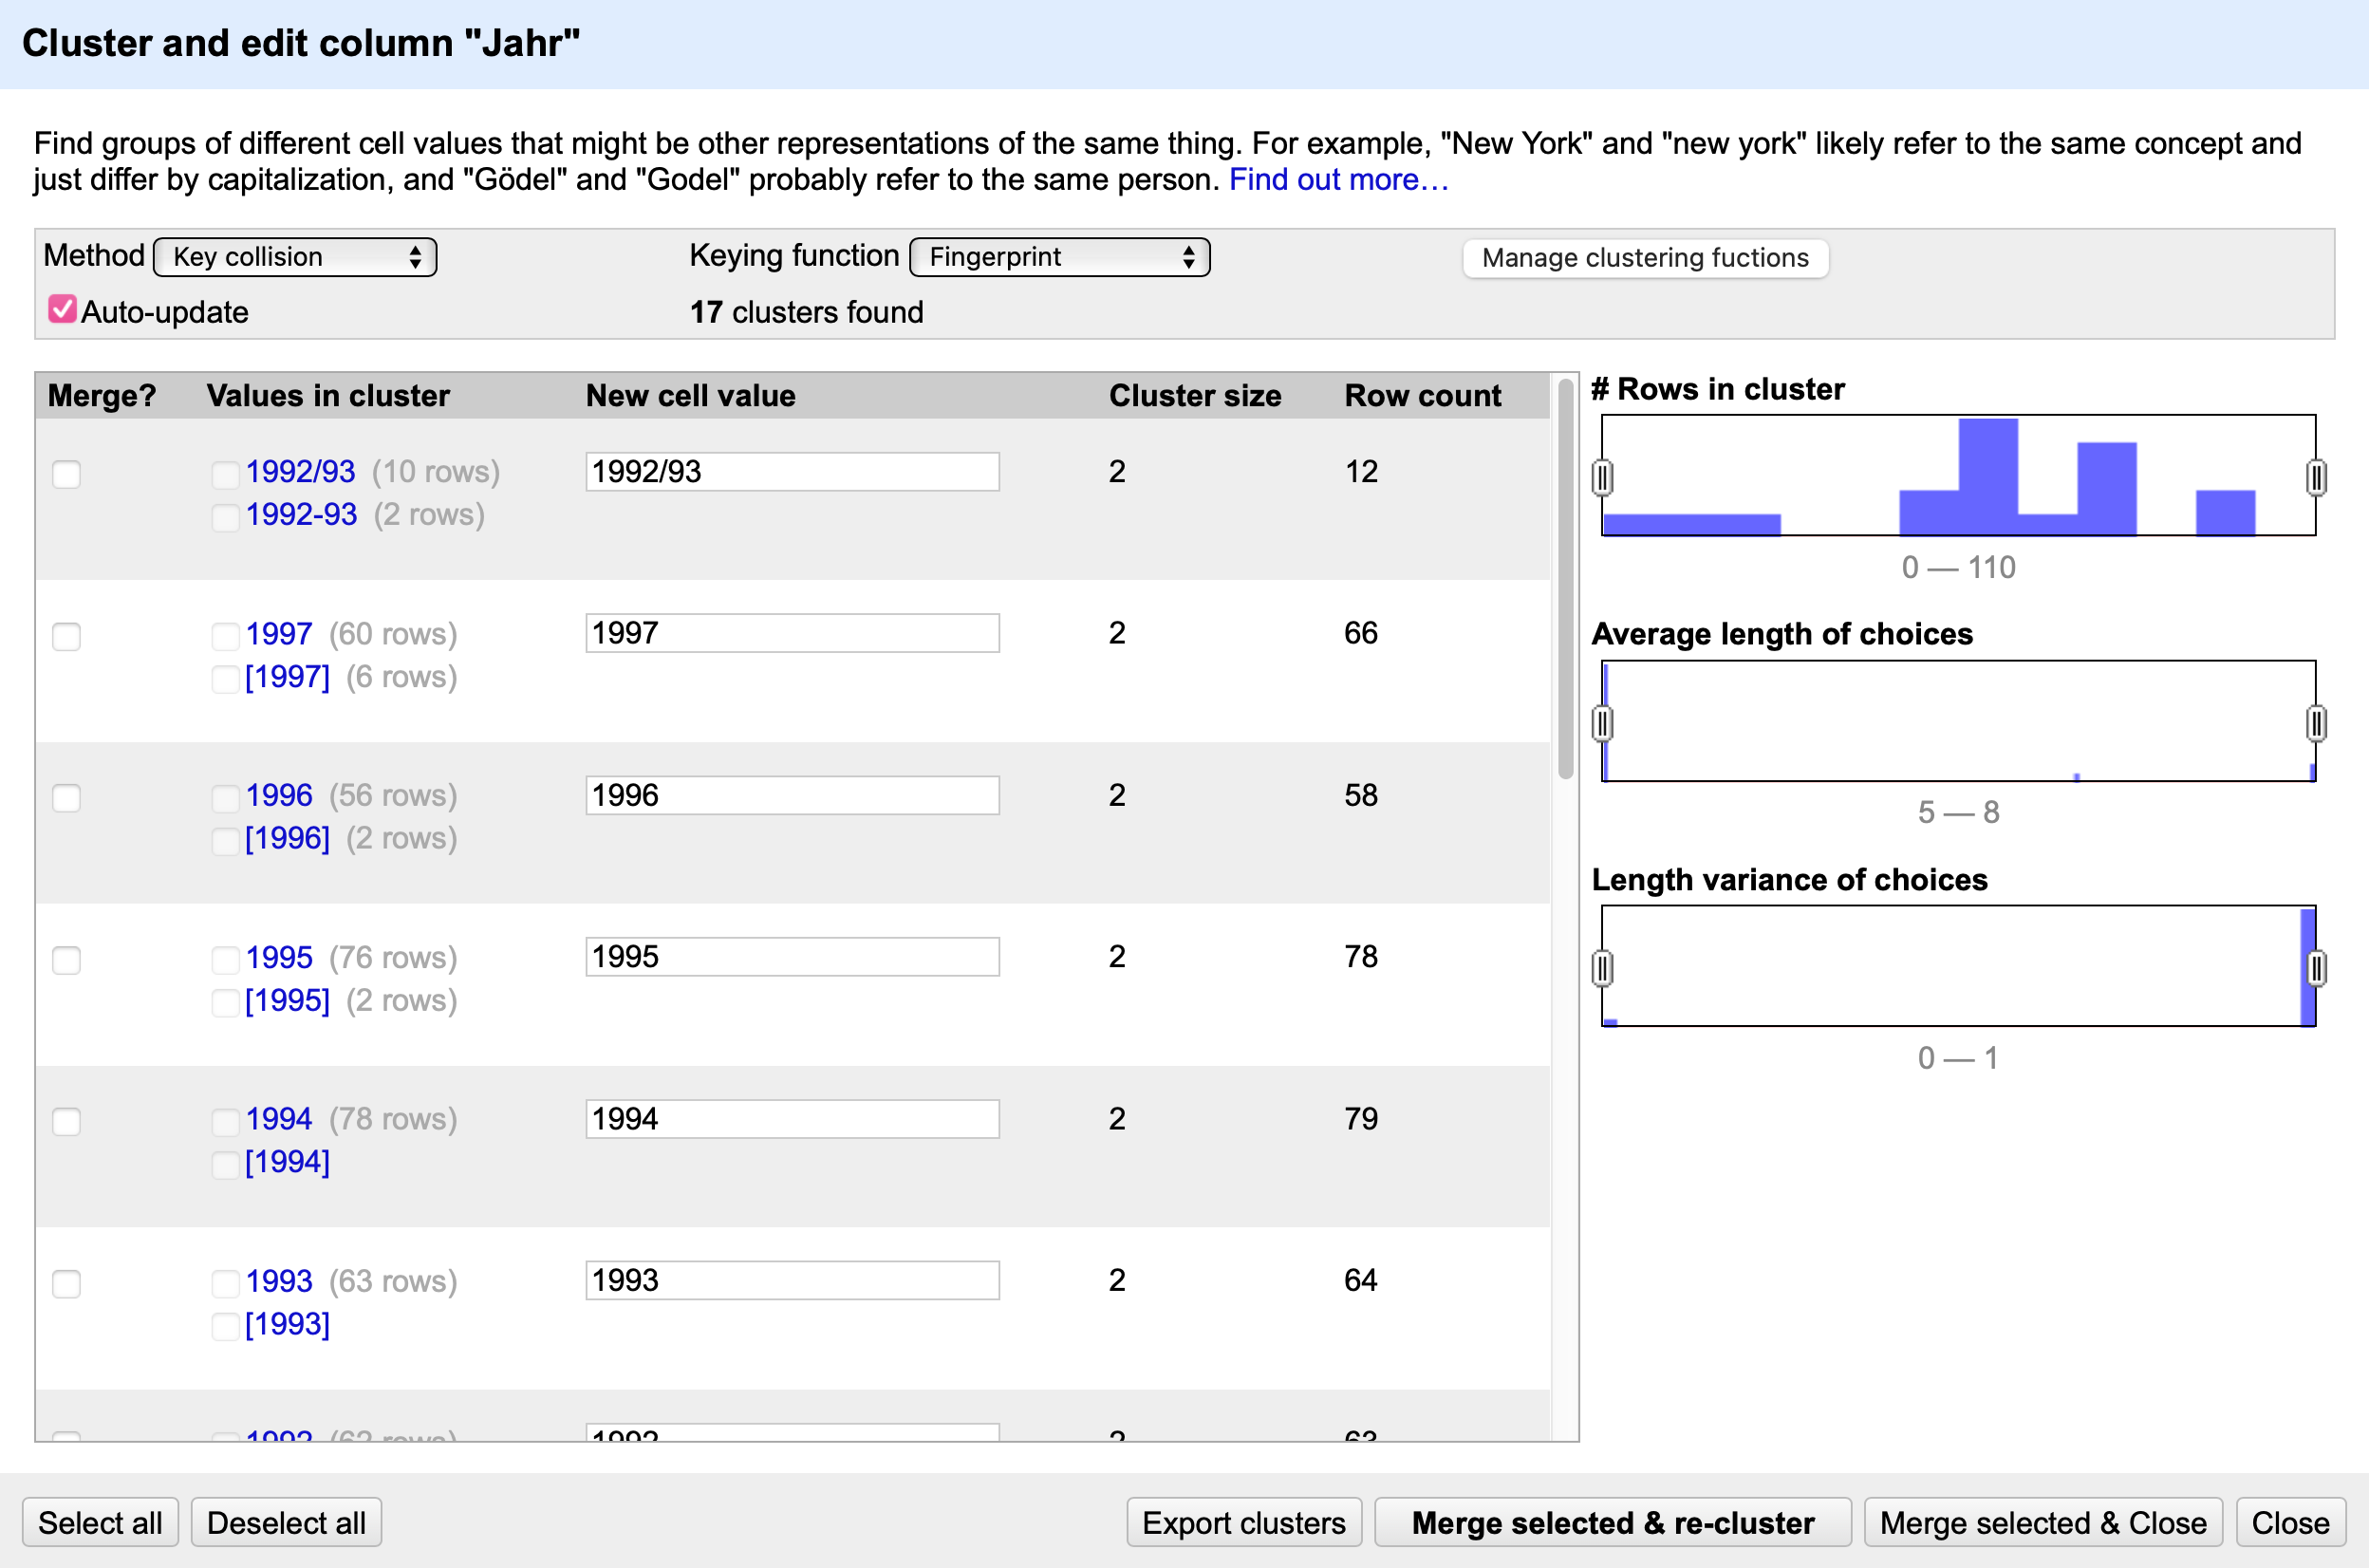 Cluster and edit column "Jahr"
Find groups of different cell values that might be other representations of the same thing. For example, "New York" and "new york" likely refer to the same concept and
just differ by capitalization, and "Gödel" and "Godel" probably refer to the same person. Find out more…
Method Key collision Keying function Fingerprint Manage clustering fuctions
Auto-update 17 clusters found
Merge? Values in cluster New cell value Cluster size Row count
1992/93 (10 rows) 1992/93 2 12
1992-93 (2 rows)
1997 (60 rows) 1997 2 66
[1997] (6 rows)
1996 (56 rows) 1996 2 58
[1996] (2 rows)
1995 (76 rows) 1995 2 78
[1995] (2 rows)
1994 (78 rows) 1994 2 79
[1994]
1993 (63 rows) 1993 2 64
[1993]
1992 (62 rows) 1992 2 63
# Rows in cluster
0 — 110
Average length of choices
5 — 8
Length variance of choices
0 — 1
Select all Deselect all Export clusters Merge selected & re-cluster Merge selected & Close Close